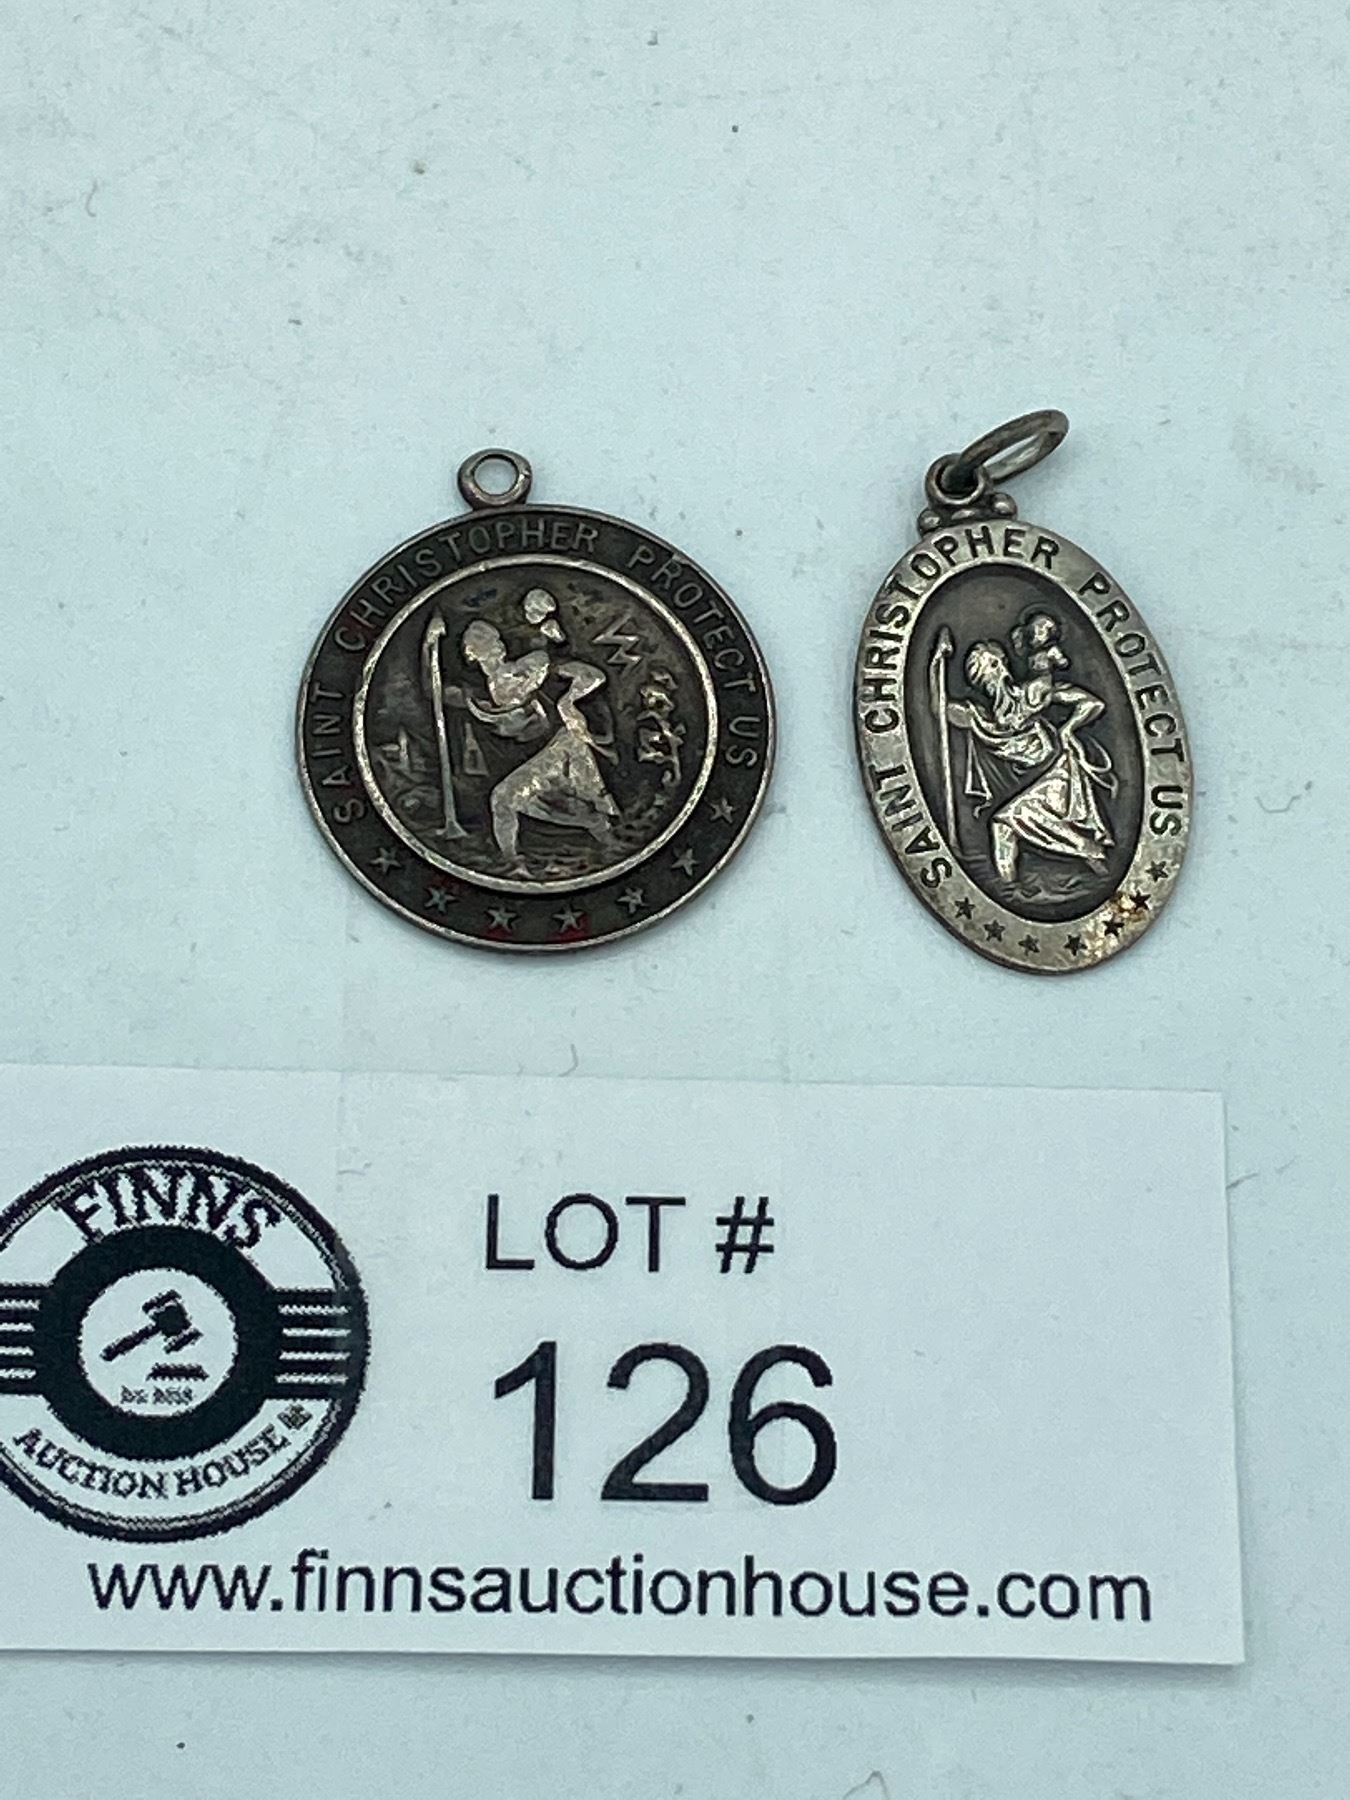 SAINT CHRISTOPHER PROTECT US
SAINT CHRISTOPHER PROTECT US
FINNS
AUCTION HOUSE
LOT #
126
www.finnsauctionhouse.com